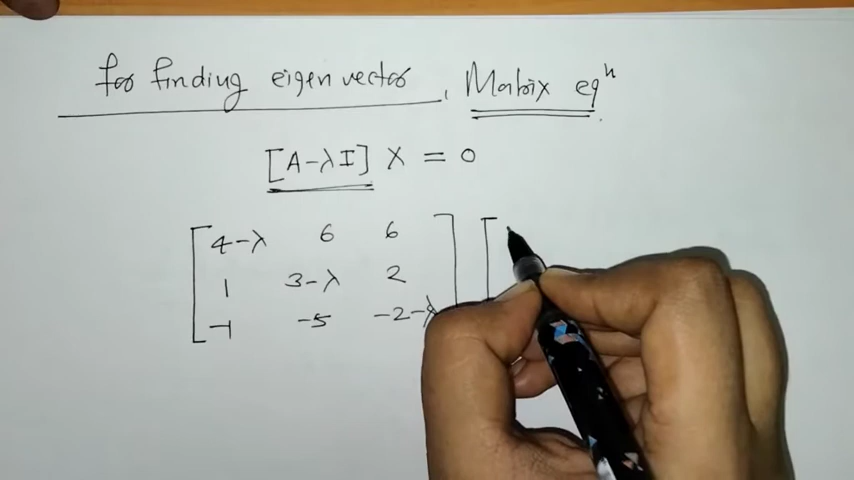 for finding eigen vector, Matrix eqⁿ.
[A-λI] X = 0
[ 4-λ 6 6 ] [
1 3-λ 2
-1 -5 -2-λ